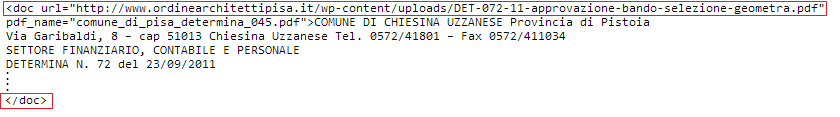 <doc url="http://www.ordinearchitettipisa.it/wp-content/uploads/DET-072-11-approvazione-bando-selezione-geometra.pdf"
pdf_name="comune_di_pisa_determina_045.pdf">COMUNE DI CHIESINA UZZANESE Provincia di Pistoia
Via Garibaldi, 8 - cap 51013 Chiesina Uzzanese Tel. 0572/41801 - Fax 0572/411034
SETTORE FINANZIARIO, CONTABILE E PERSONALE
DETERMINA N. 72 del 23/09/2011
</doc>